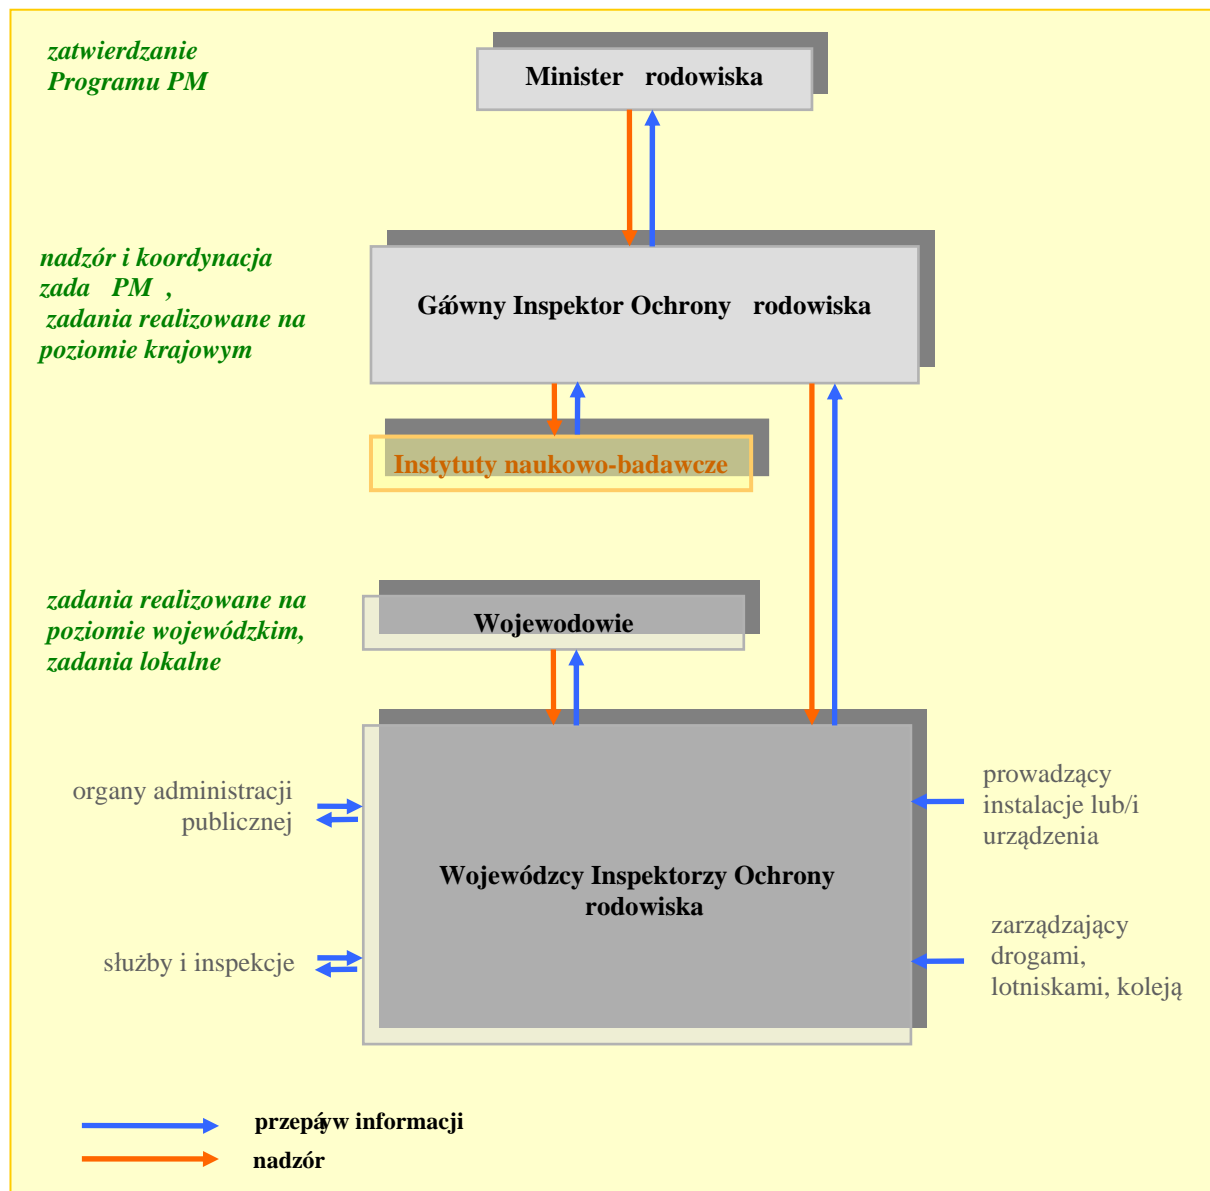 zatwierdzanie
Programu PM
Minister rodowiska
nadzór i koordynacja
zada PM ,
zadania realizowane na
poziomie krajowym
Gáówny Inspektor Ochrony rodowiska
Instytuty naukowo-badawcze
zadania realizowane na
poziomie wojewódzkim,
zadania lokalne
Wojewodowie
organy administracji
publicznej
prowadzący
instalacje lub/i
urządzenia
Wojewódzcy Inspektorzy Ochrony
rodowiska
służby i inspekcje
zarządzający
drogami,
lotniskami, koleją
przepáyw informacji
nadzór